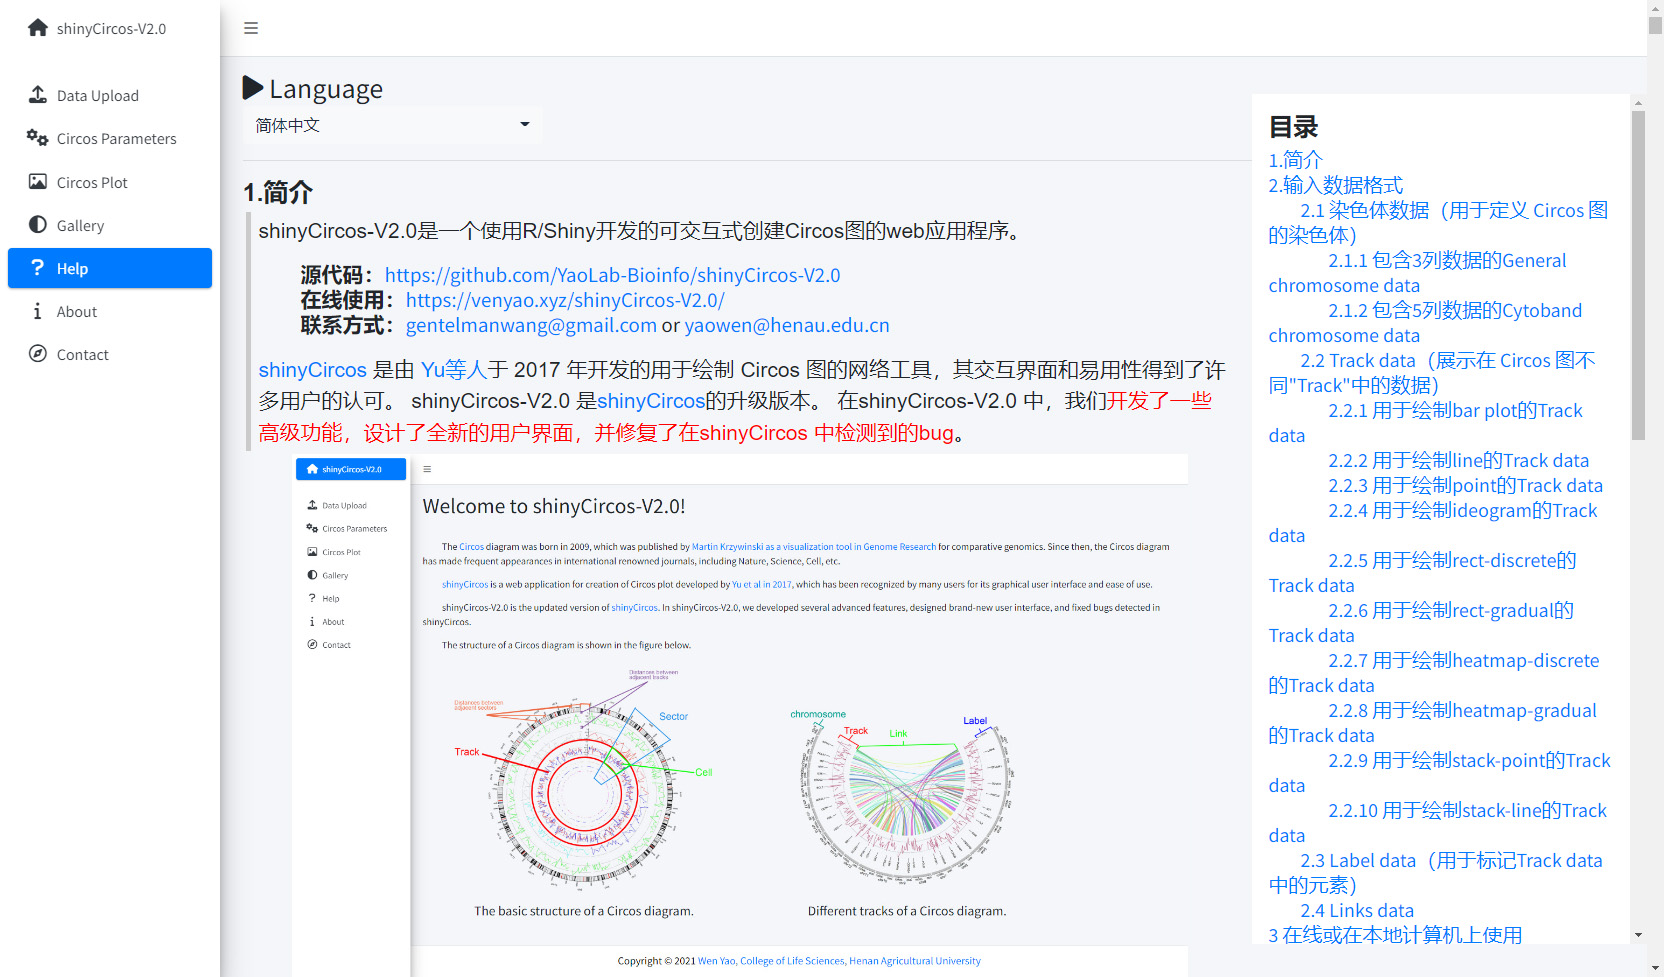 shinyCircos-V2.0
Data Upload
Circos Parameters
Circos Plot
Gallery
Help
About
Contact
Language
简体中文
1.简介
shinyCircos-V2.0是一个使用R/Shiny开发的可交互式创建Circos图的web应用程序。
源代码：https://github.com/YaoLab-Bioinfo/shinyCircos-V2.0
在线使用：https://venyao.xyz/shinyCircos-V2.0/
联系方式：gentelmanwang@gmail.com or yaowen@henau.edu.cn
shinyCircos 是由 Yu等人于 2017 年开发的用于绘制 Circos 图的网络工具，其交互界面和易用性得到了许
多用户的认可。 shinyCircos-V2.0 是shinyCircos的升级版本。 在shinyCircos-V2.0 中，我们开发了一些
高级功能，设计了全新的用户界面，并修复了在shinyCircos 中检测到的bug。
shinyCircos-V2.0
Data Upload
Circos Parameters
Circos Plot
Gallery
Help
About
Contact
Welcome to shinyCircos-V2.0!
The Circos diagram was born in 2009, which was published by Martin Krzywinski as a visualization tool in Genome Research for comparative genomics. Since then, the Circos diagram
has made frequent appearances in international renowned journals, including Nature, Science, Cell, etc.
shinyCircos is a web application for creation of Circos plot developed by Yu et al in 2017, which has been recognized by many users for its graphical user interface and ease of use.
shinyCircos-V2.0 is the updated version of shinyCircos. In shinyCircos-V2.0, we developed several advanced features, designed brand-new user interface, and fixed bugs detected in
shinyCircos.
The structure of a Circos diagram is shown in the figure below.
Distances between
adjacent tracks
Distances between
adjacent sectors
Sector
Track
Cell
The basic structure of a Circos diagram.
chromosome
Track
Link
Label
Different tracks of a Circos diagram.
Copyright © 2021 Wen Yao, College of Life Sciences, Henan Agricultural University
目录
1.简介
2.输入数据格式
2.1 染色体数据（用于定义 Circos 图
的染色体）
2.1.1 包含3列数据的General
chromosome data
2.1.2 包含5列数据的Cytoband
chromosome data
2.2 Track data（展示在 Circos 图不
同"Track"中的数据）
2.2.1 用于绘制bar plot的Track
data
2.2.2 用于绘制line的Track data
2.2.3 用于绘制point的Track data
2.2.4 用于绘制ideogram的Track
data
2.2.5 用于绘制rect-discrete的
Track data
2.2.6 用于绘制rect-gradual的
Track data
2.2.7 用于绘制heatmap-discrete
的Track data
2.2.8 用于绘制heatmap-gradual
的Track data
2.2.9 用于绘制stack-point的Track
data
2.2.10 用于绘制stack-line的Track
data
2.3 Label data（用于标记Track data
中的元素）
2.4 Links data
3 在线或在本地计算机上使用